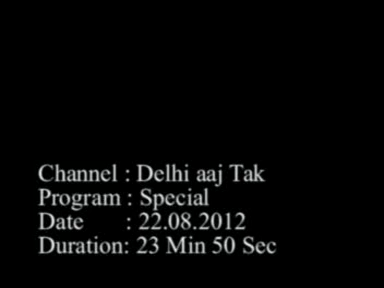 Channel : Delhi aaj Tak
Program : Special
Date : 22.08.2012
Duration: 23 Min 50 Sec